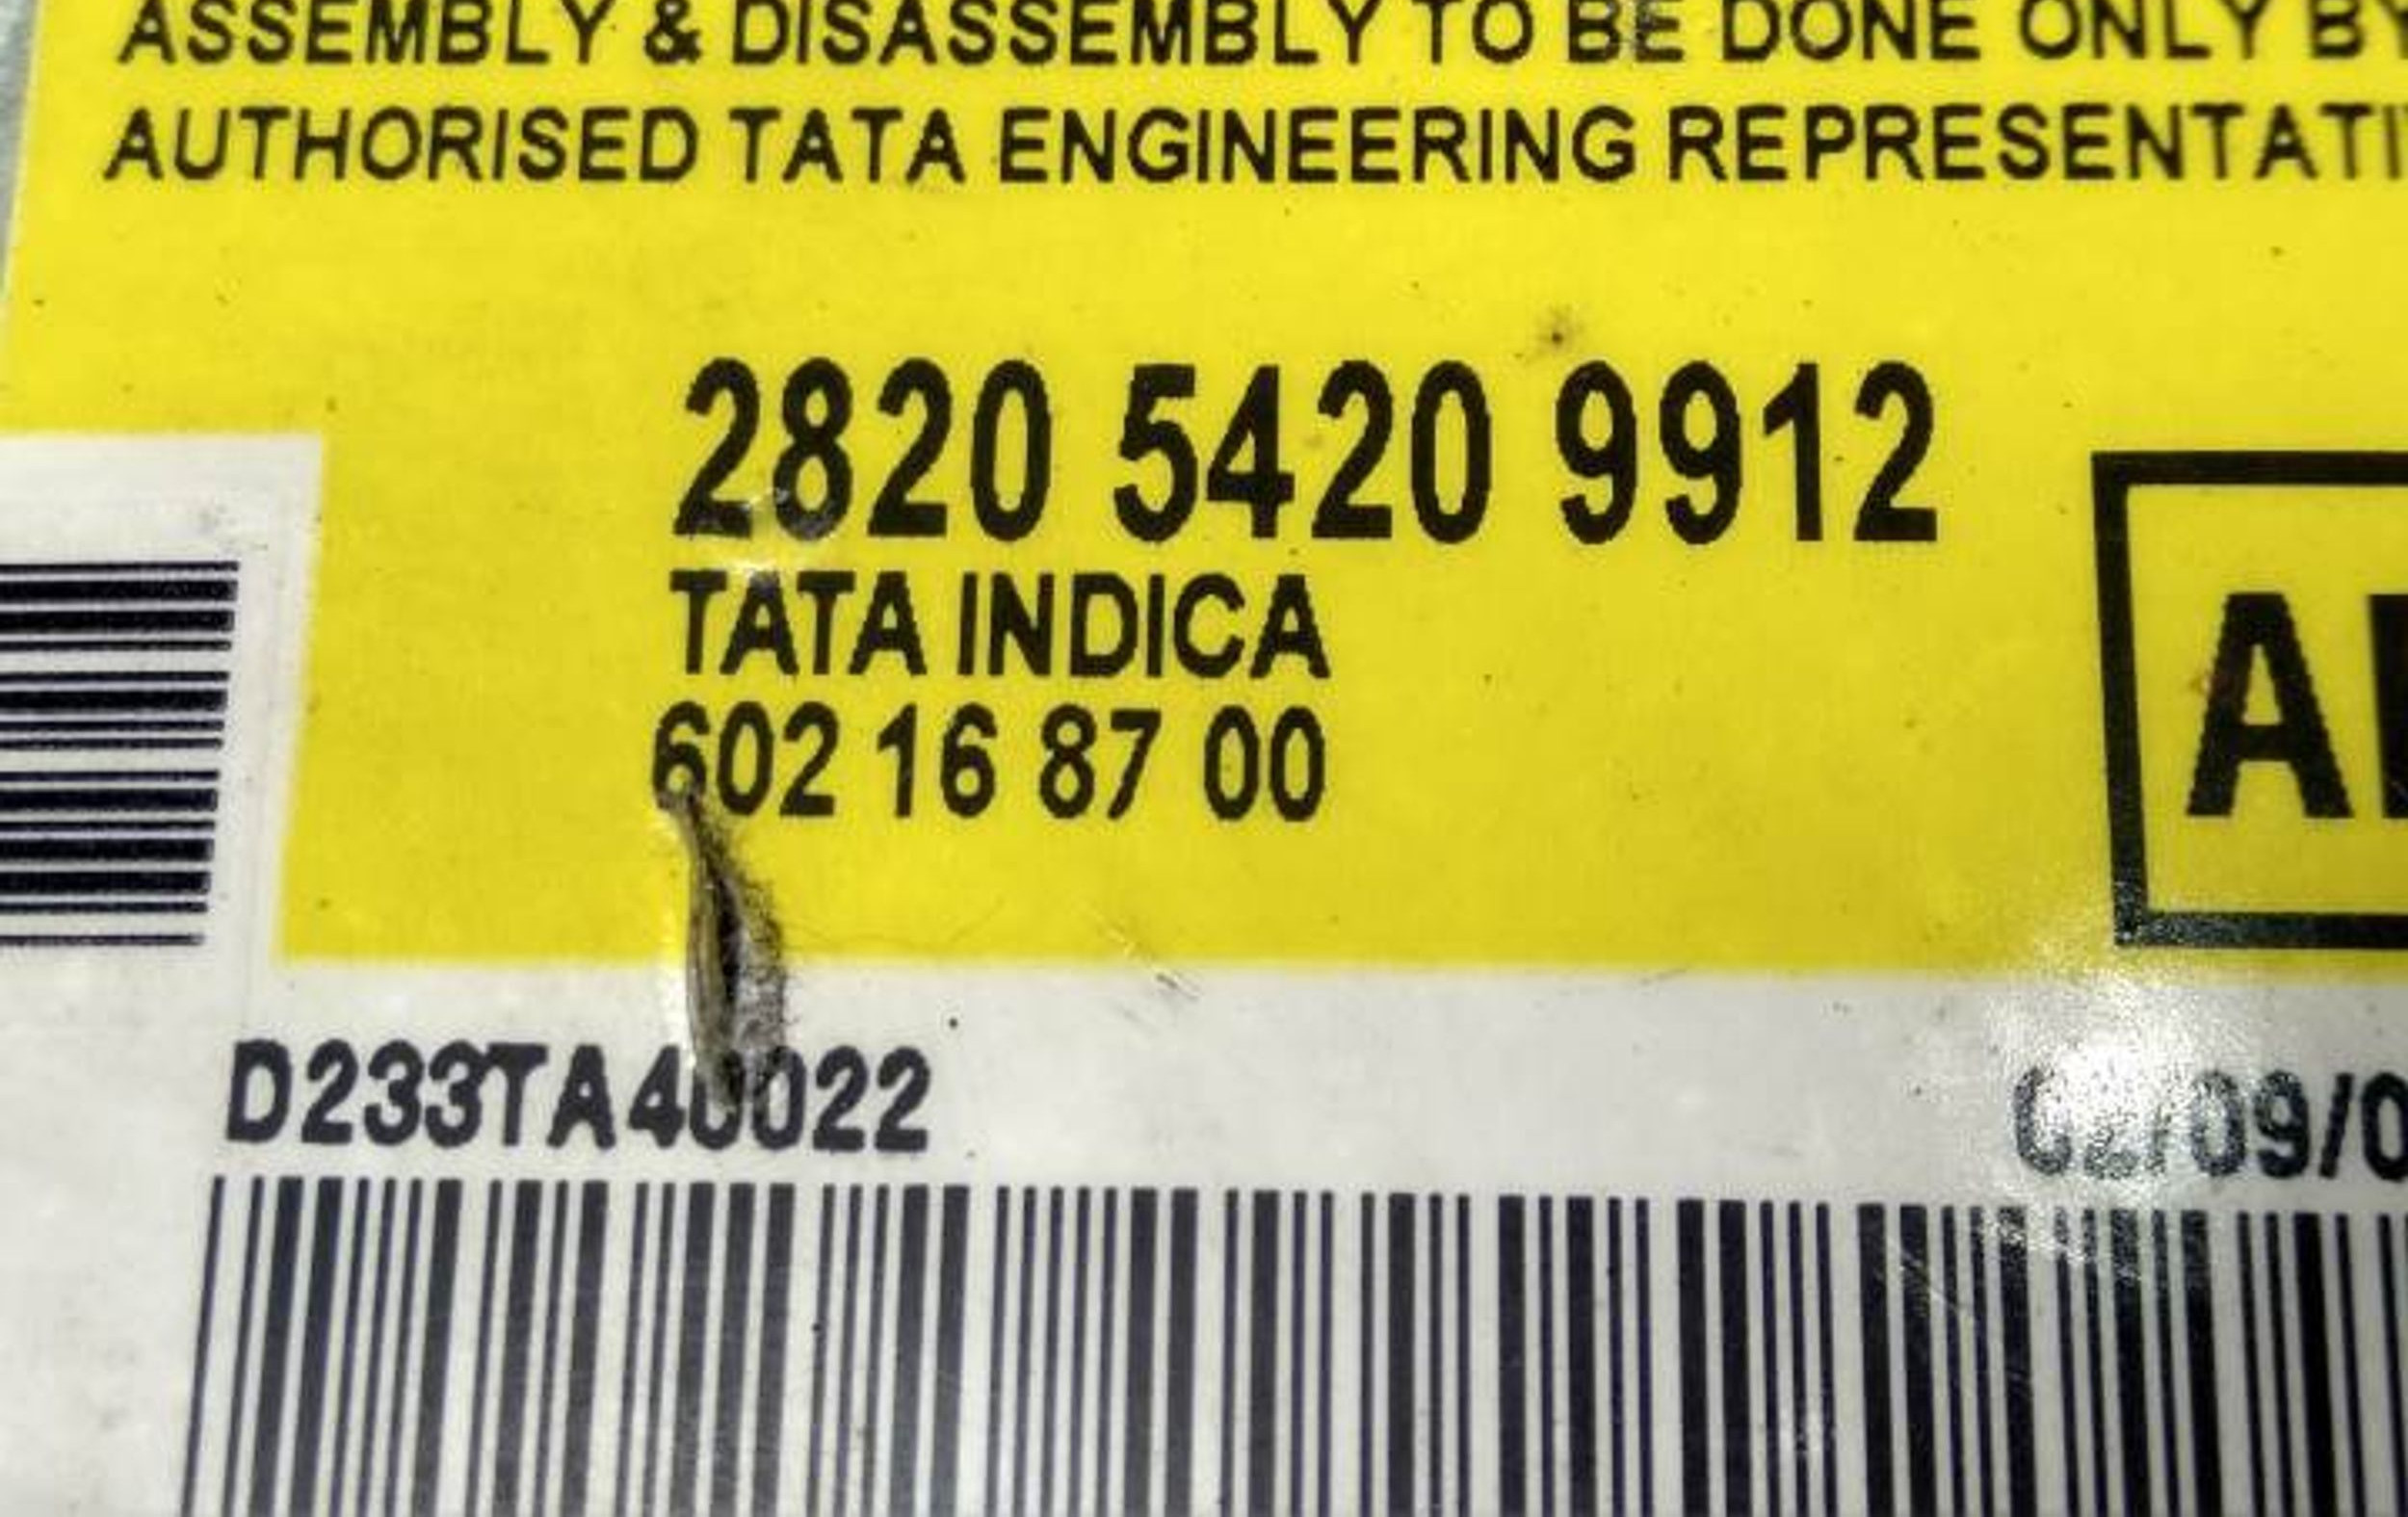 ASSEMBLY & DISASSEMBLY TO BE DONE ONLY BY
AUTHORISED TATA ENGINEERING REPRESENTATI
2820 5420 9912
TATA INDICA
602 16 87 00
A